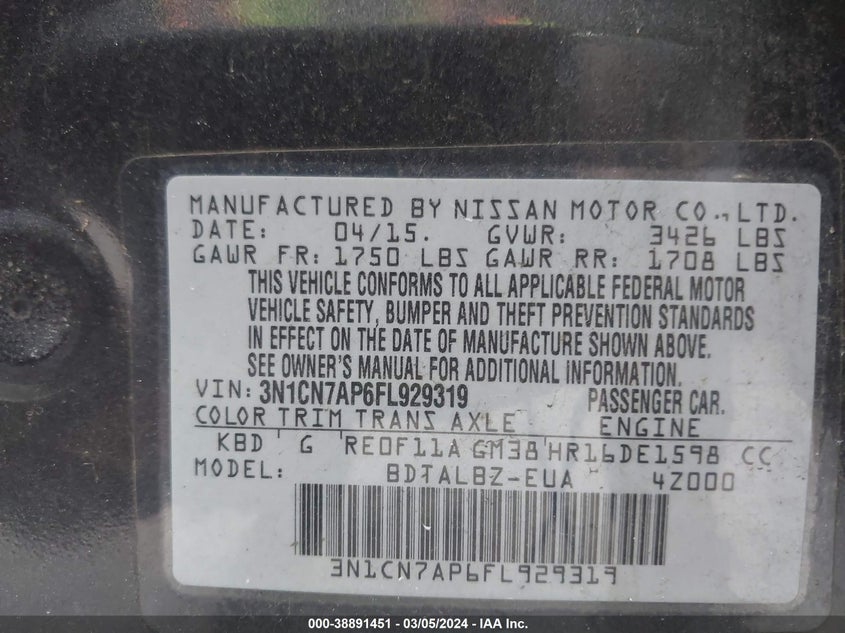 MANUFACTURED BY NISSAN MOTOR CO., LTD.
DATE: 04/15. GVWR: 3426 LBS
GAWR FR: 1750 LBS GAWR RR: 1708 LBS
THIS VEHICLE CONFORMS TO ALL APPLICABLE FEDERAL MOTOR
VEHICLE SAFETY, BUMPER AND THEFT PREVENTION STANDARDS
IN EFFECT ON THE DATE OF MANUFACTURE SHOWN ABOVE.
SEE OWNER'S MANUAL FOR ADDITIONAL INFORMATION.
VIN: 3N1CN7AP6FL929319 PASSENGER CAR.
COLOR TRIM TRANS AXLE ENGINE
KBD G RE0F11A GM38 HR16DE1598 CC
MODEL: BDTALBZ-EUA 4Z000
3N1CN7AP6FL929319
000-38891451 - 03/05/2024 - IAA Inc.